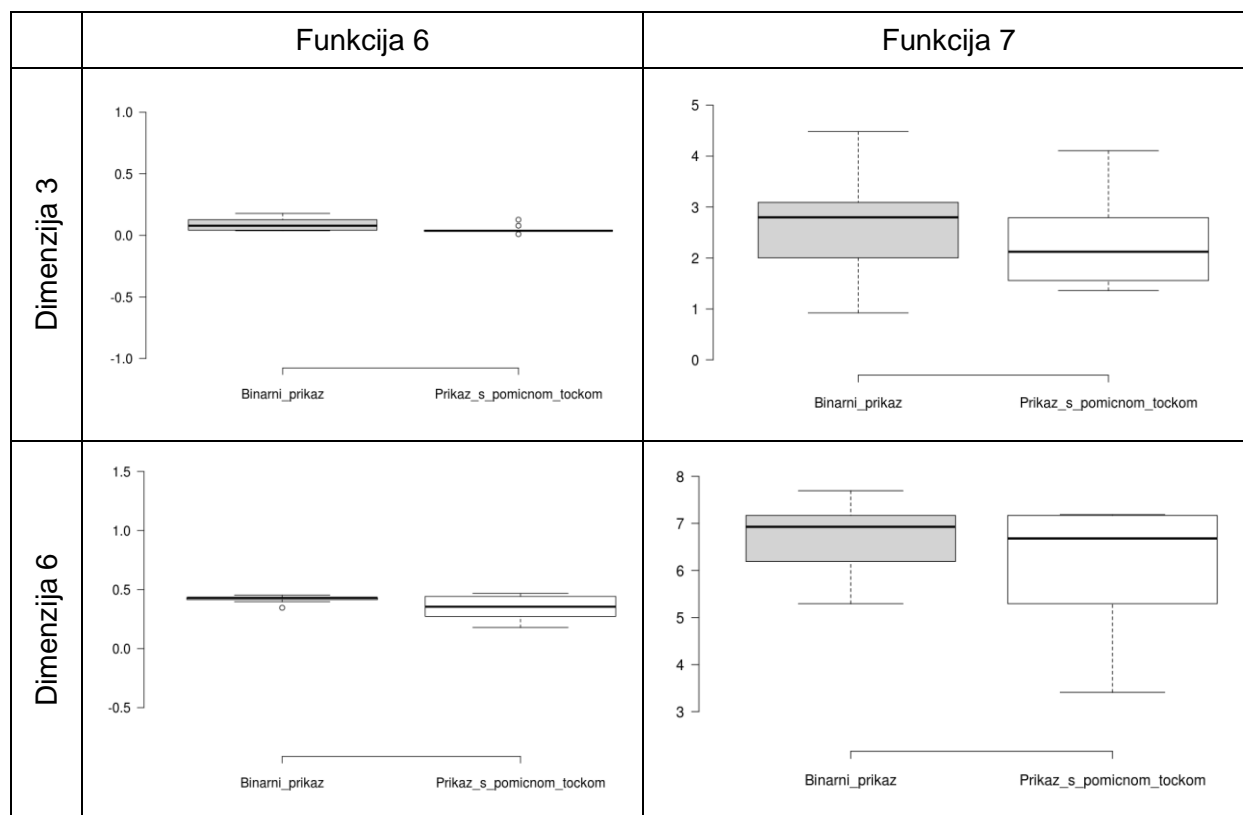 Funkcija 6
Funkcija 7
Dimenzija 3
1.0
0.5
0.0
-0.5
-1.0
Binarni_prikaz Prikaz_s_pomicnom_tockom
5
4
3
2
1
0
Binarni_prikaz Prikaz_s_pomicnom_tockom
Dimenzija 6
1.5
1.0
0.5
0.0
-0.5
Binarni_prikaz Prikaz_s_pomicnom_tockom
8
7
6
5
4
3
Binarni_prikaz Prikaz_s_pomicnom_tockom